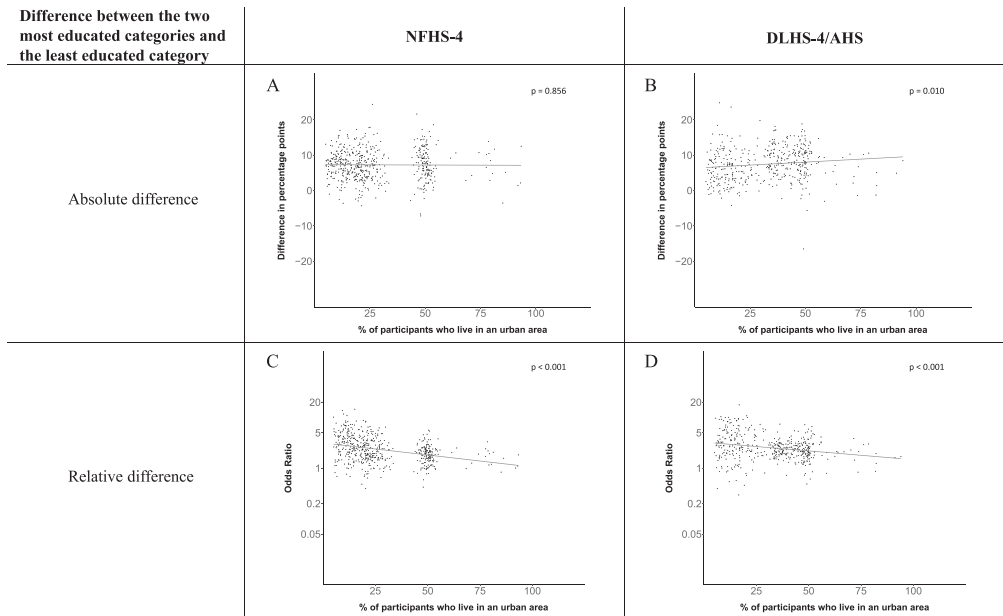 Difference between the two
most educated categories and
the least educated category
NFHS-4
DLHS-4/AHS
Absolute difference
A
p = 0.856
Difference in percentage points
20
10
0
−10
−20
25
50
75
100
% of participants who live in an urban area
B
p = 0.010
Difference in percentage points
20
10
0
−10
−20
25
50
75
100
% of participants who live in an urban area
Relative difference
C
p < 0.001
Odds Ratio
20
5
1
0.2
0.05
25
50
75
100
% of participants who live in an urban area
D
p < 0.001
Odds Ratio
20
5
1
0.2
0.05
25
50
75
100
% of participants who live in an urban area